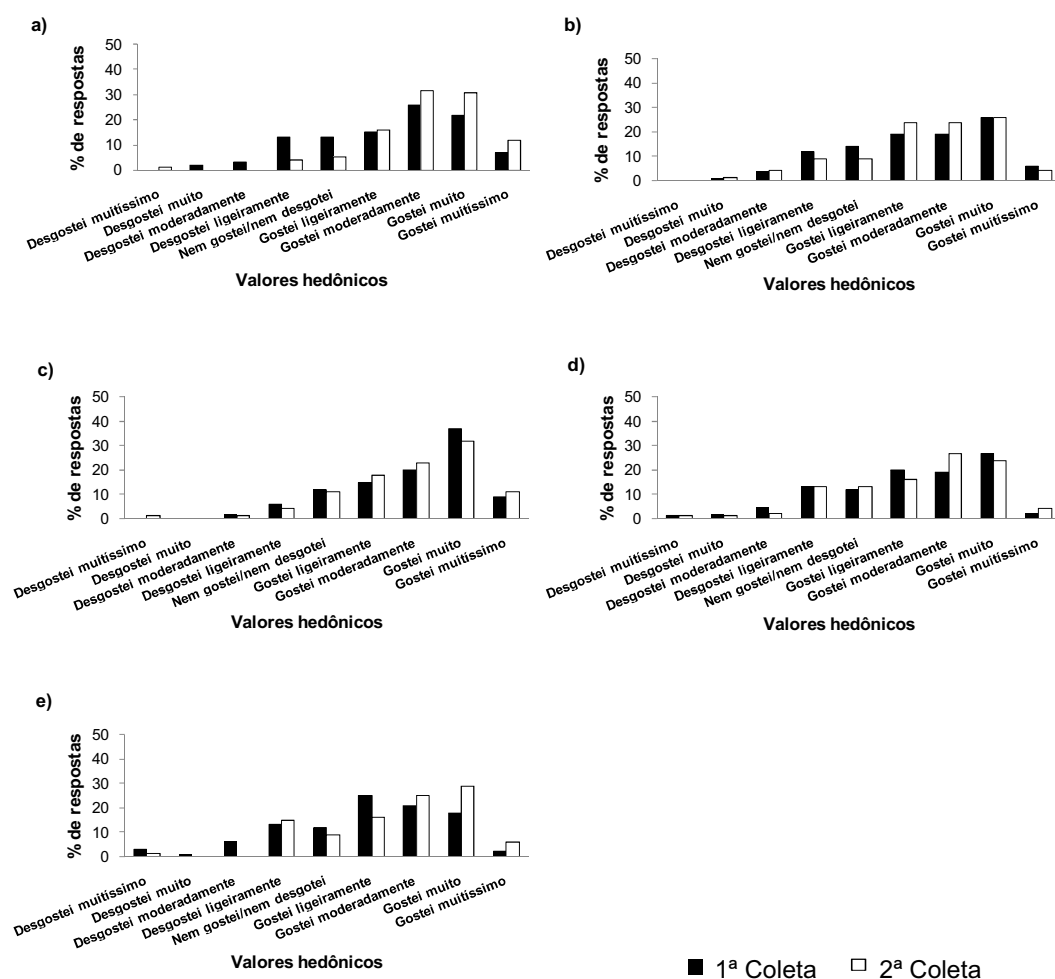 a)
% de respostas
50
40
30
20
10
0
Desgostei muitíssimo
Desgostei muito
Desgostei moderadamente
Desgostei ligeiramente
Nem gostei/nem desgotei
Gostei ligeiramente
Gostei moderadamente
Gostei muito
Gostei muitíssimo
Valores hedônicos
b)
% de respostas
50
40
30
20
10
0
Desgostei muitíssimo
Desgostei muito
Desgostei moderadamente
Desgostei ligeiramente
Nem gostei/nem desgotei
Gostei ligeiramente
Gostei moderadamente
Gostei muito
Gostei muitíssimo
Valores hedônicos
c)
% de respostas
50
40
30
20
10
0
Desgostei muitíssimo
Desgostei muito
Desgostei moderadamente
Desgostei ligeiramente
Nem gostei/nem desgotei
Gostei ligeiramente
Gostei moderadamente
Gostei muito
Gostei muitíssimo
Valores hedônicos
d)
% de respostas
50
40
30
20
10
0
Desgostei muitíssimo
Desgostei muito
Desgostei moderadamente
Desgostei ligeiramente
Nem gostei/nem desgotei
Gostei ligeiramente
Gostei moderadamente
Gostei muito
Gostei muitíssimo
Valores hedônicos
e)
% de respostas
50
40
30
20
10
0
Desgostei muitíssimo
Desgostei muito
Desgostei moderadamente
Desgostei ligeiramente
Nem gostei/nem desgotei
Gostei ligeiramente
Gostei moderadamente
Gostei muito
Gostei muitíssimo
Valores hedônicos
1ª Coleta 2ª Coleta